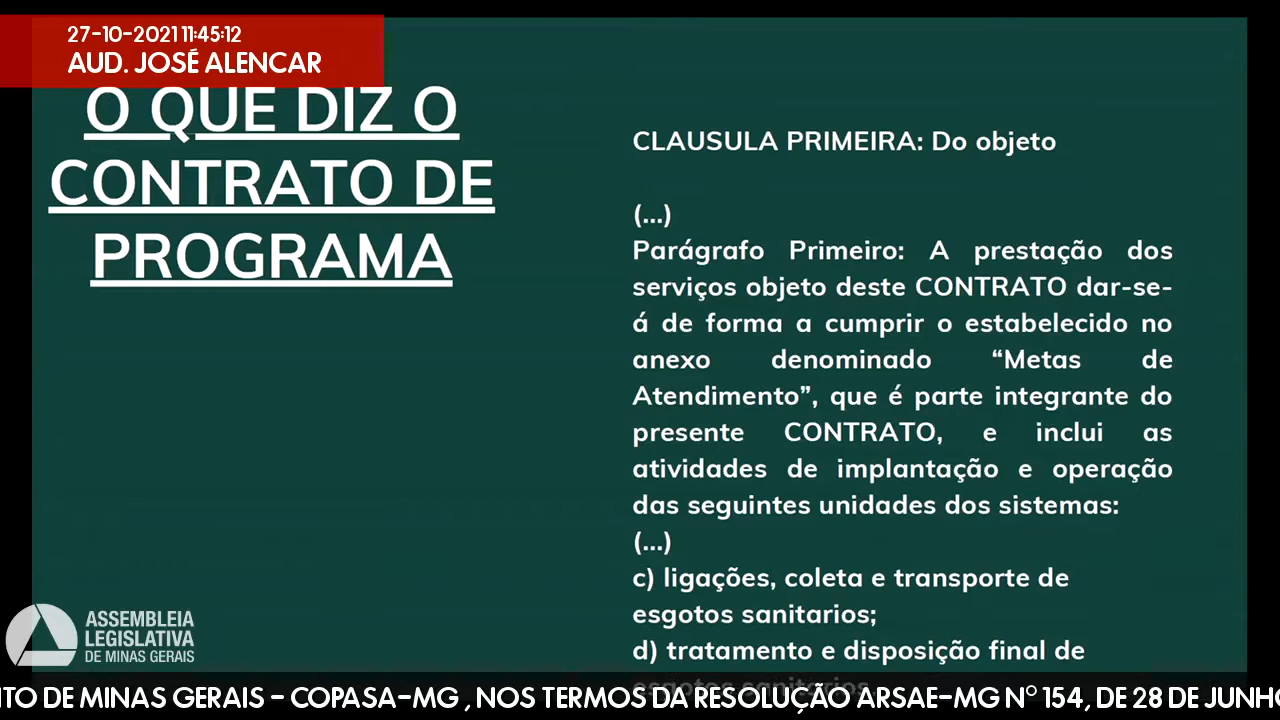 27-10-2021 11:45:12
AUD. JOSÉ ALENCAR
O QUE DIZ O
CONTRATO DE
PROGRAMA
CLAUSULA PRIMEIRA: Do objeto
(...)
Parágrafo Primeiro: A prestação dos
serviços objeto deste CONTRATO dar-se-
á de forma a cumprir o estabelecido no
anexo denominado “Metas de
Atendimento”, que é parte integrante do
presente CONTRATO, e inclui as
atividades de implantação e operação
das seguintes unidades dos sistemas:
(...)
c) ligações, coleta e transporte de
esgotos sanitarios;
d) tratamento e disposição final de
esgotos sanitarios.
ASSEMBLEIA
LEGISLATIVA
DE MINAS GERAIS
NTO DE MINAS GERAIS - COPASA-MG , NOS TERMOS DA RESOLUÇÃO ARSAE-MG Nº 154, DE 28 DE JUNHO